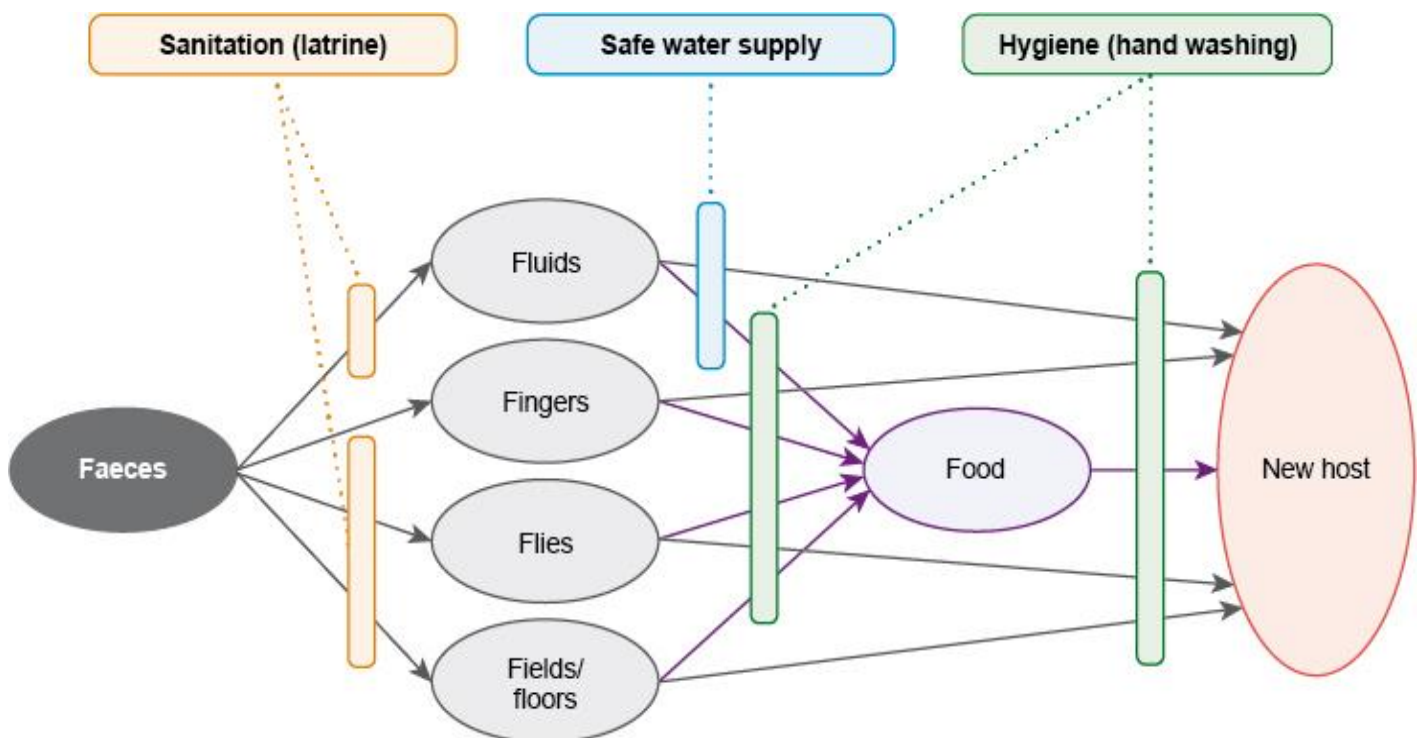 Sanitation (latrine)
Safe water supply
Hygiene (hand washing)
Fluids
Fingers
Faeces
Food
New host
Flies
Fields/
floors